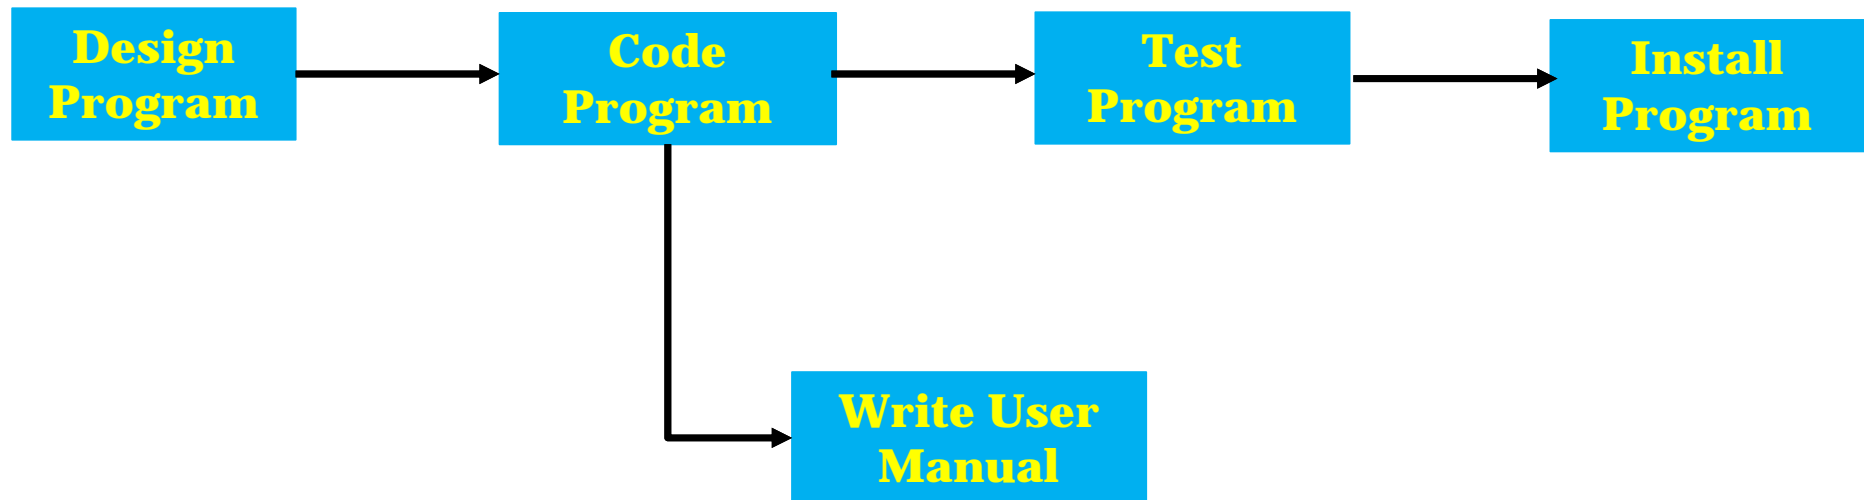 Design
Program
Code
Program
Test
Program
Install
Program
Write User
Manual